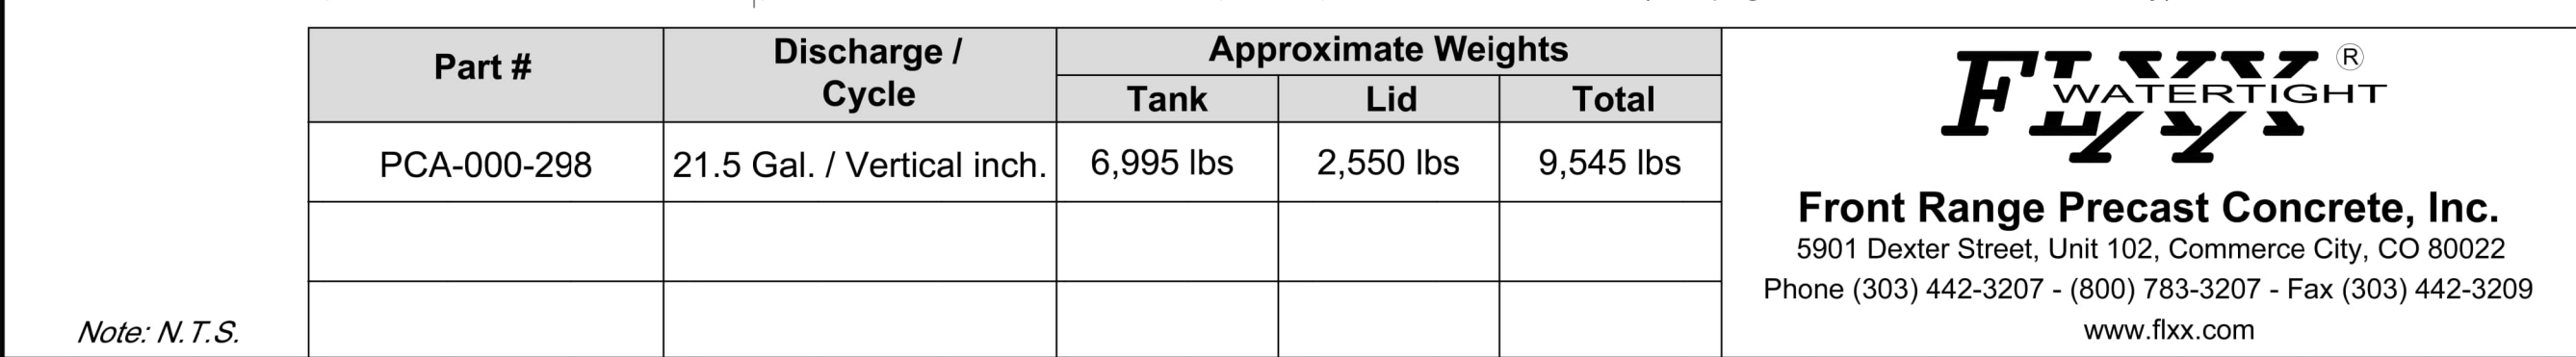 Part #
Discharge /
Cycle
Approximate Weights
Tank Lid Total
PCA-000-298 21.5 Gal. / Vertical inch. 6,995 lbs 2,550 lbs 9,545 lbs
Note: N.T.S.
FLXX ®
WATERTIGHT
Front Range Precast Concrete, Inc.
5901 Dexter Street, Unit 102, Commerce City, CO 80022
Phone (303) 442-3207 - (800) 783-3207 - Fax (303) 442-3209
www.flxx.com